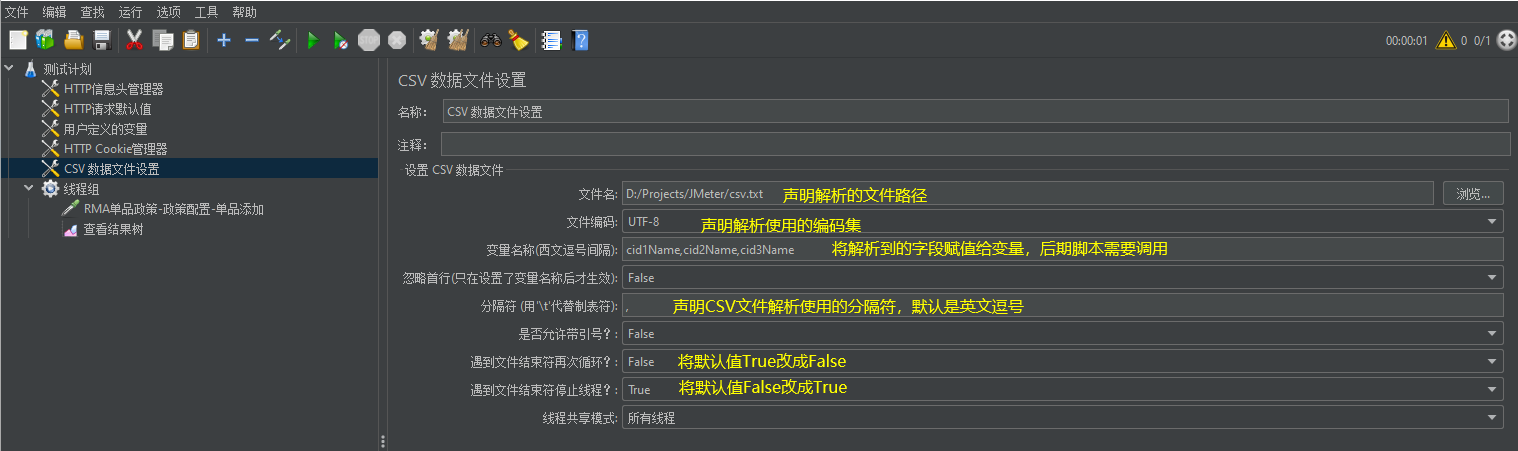 文件 编辑 查找 运行 选项 工具 帮助
STOP
00:00:01 0 0/1
测试计划
HTTP信息头管理器
HTTP请求默认值
用户定义的变量
HTTP Cookie管理器
CSV 数据文件设置
线程组
RMA单品政策-政策配置-单品添加
查看结果树
CSV 数据文件设置
名称: CSV 数据文件设置
注释:
设置 CSV 数据文件
文件名: D:/Projects/JMeter/csv.txt 声明解析的文件路径 浏览...
文件编码: UTF-8 声明解析使用的编码集
变量名称(西文逗号间隔): cid1Name,cid2Name,cid3Name 将解析到的字段赋值给变量，后期脚本需要调用
忽略首行(只在设置了变量名称后才生效): False
分隔符 (用'\t'代替制表符): , 声明CSV文件解析使用的分隔符，默认是英文逗号
是否允许带引号?: False
遇到文件结束符再次循环?: False 将默认值True改成False
遇到文件结束符停止线程?: True 将默认值False改成True
线程共享模式: 所有线程